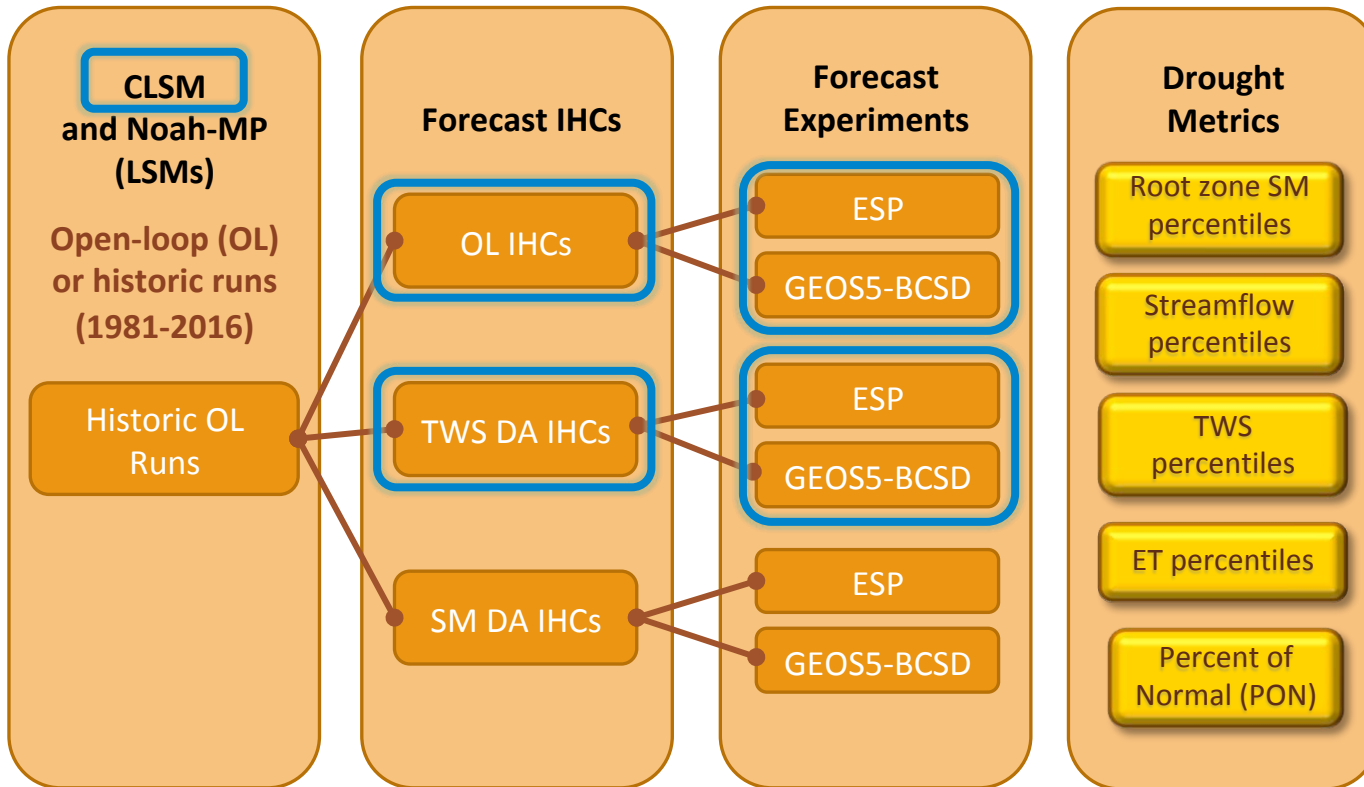 CLSM
and Noah-MP
(LSMs)
Open-loop (OL)
or historic runs
(1981-2016)
Historic OL
Runs
Forecast IHCs
OL IHCs
TWS DA IHCs
SM DA IHCs
Forecast
Experiments
ESP
GEOS5-BCSD
ESP
GEOS5-BCSD
ESP
GEOS5-BCSD
Drought
Metrics
Root zone SM
percentiles
Streamflow
percentiles
TWS
percentiles
ET percentiles
Percent of
Normal (PON)